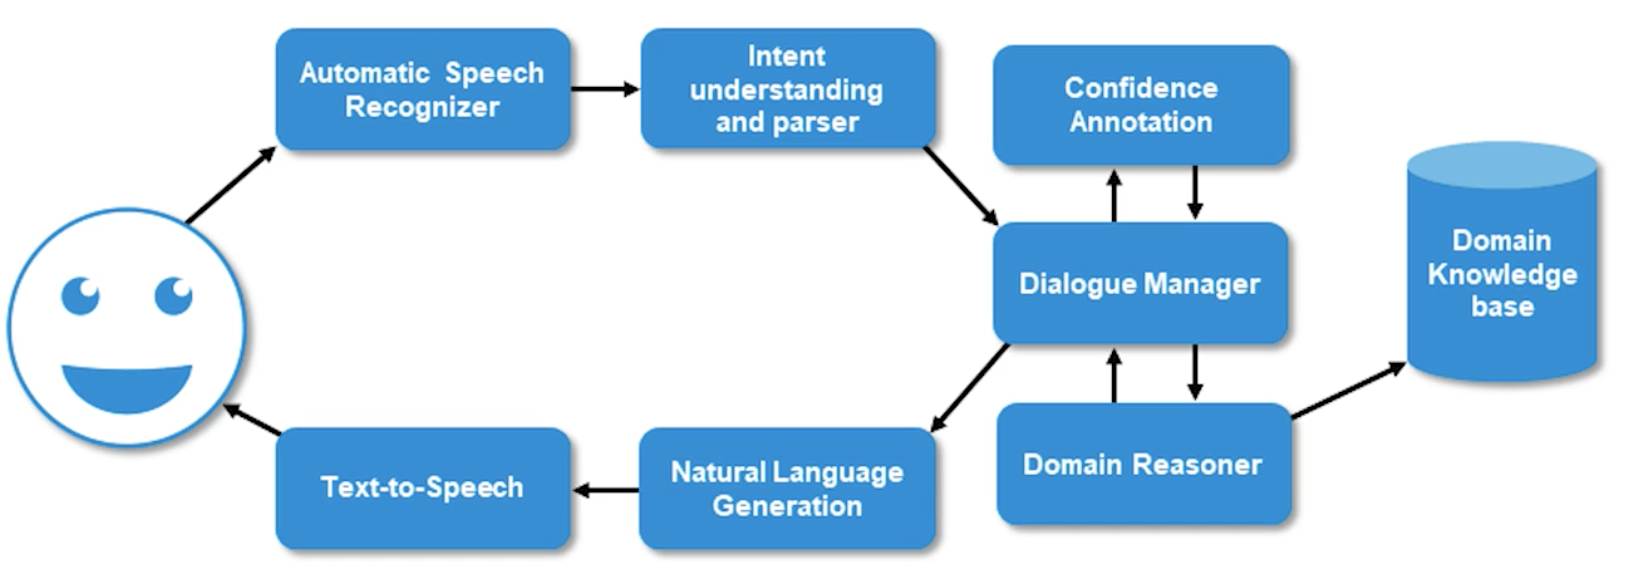 Automatic Speech
Recognizer
Intent
understanding
and parser
Confidence
Annotation
Domain
Knowledge
base
Dialogue Manager
Domain Reasoner
Natural Language
Generation
Text-to-Speech